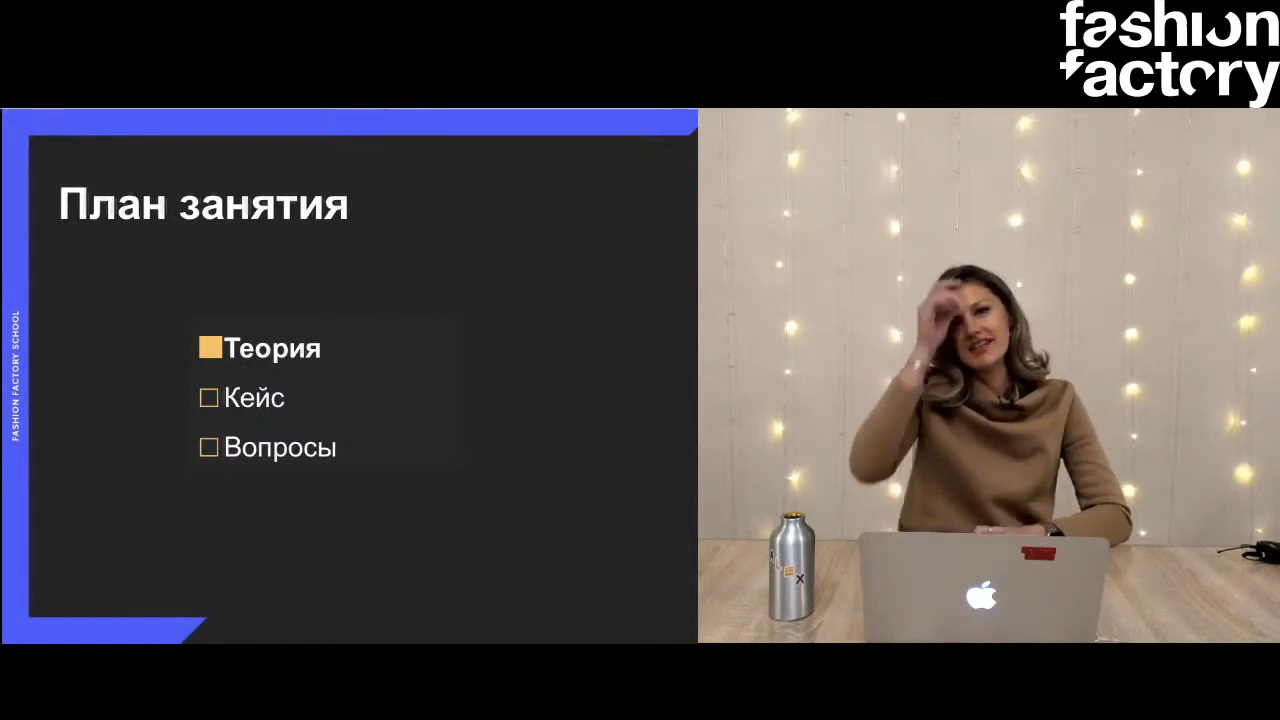 fashion
factory
План занятия
Теория
Кейс
Вопросы
FASHION FACTORY SCHOOL